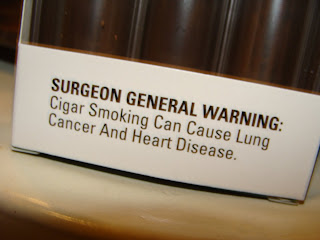 SURGEON GENERAL WARNING:
Cigar Smoking Can Cause Lung
Cancer And Heart Disease.